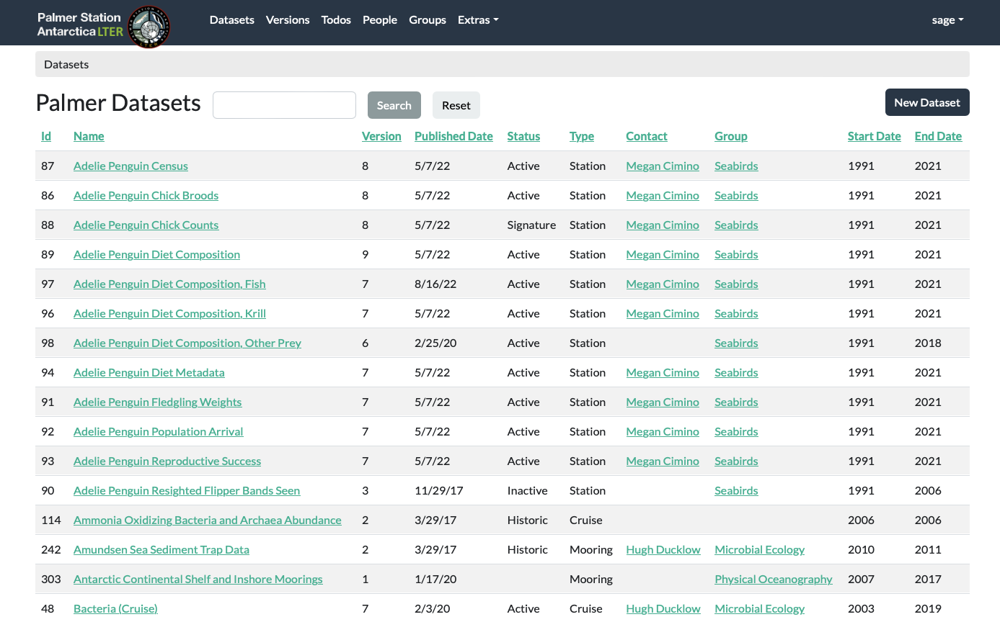 Palmer Station
Antarctica LTER
Datasets Versions Todos People Groups Extras sage
Datasets
Palmer Datasets Search Reset New Dataset
Id Name Version Published Date Status Type Contact Group Start Date End Date
87 Adelie Penguin Census 8 5/7/22 Active Station Megan Cimino Seabirds 1991 2021
86 Adelie Penguin Chick Broods 8 5/7/22 Active Station Megan Cimino Seabirds 1991 2021
88 Adelie Penguin Chick Counts 8 5/7/22 Signature Station Megan Cimino Seabirds 1991 2021
89 Adelie Penguin Diet Composition 9 5/7/22 Active Station Megan Cimino Seabirds 1991 2021
97 Adelie Penguin Diet Composition, Fish 7 8/16/22 Active Station Megan Cimino Seabirds 1991 2021
96 Adelie Penguin Diet Composition, Krill 7 5/7/22 Active Station Megan Cimino Seabirds 1991 2021
98 Adelie Penguin Diet Composition, Other Prey 6 2/25/20 Active Station Seabirds 1991 2018
94 Adelie Penguin Diet Metadata 7 5/7/22 Active Station Megan Cimino Seabirds 1991 2021
91 Adelie Penguin Fledgling Weights 7 5/7/22 Active Station Megan Cimino Seabirds 1991 2021
92 Adelie Penguin Population Arrival 7 5/7/22 Active Station Megan Cimino Seabirds 1991 2021
93 Adelie Penguin Reproductive Success 7 5/7/22 Active Station Megan Cimino Seabirds 1991 2021
90 Adelie Penguin Resighted Flipper Bands Seen 3 11/29/17 Inactive Station Seabirds 1991 2006
114 Ammonia Oxidizing Bacteria and Archaea Abundance 2 3/29/17 Historic Cruise 2006 2006
242 Amundsen Sea Sediment Trap Data 2 3/29/17 Historic Mooring Hugh Ducklow Microbial Ecology 2010 2011
303 Antarctic Continental Shelf and Inshore Moorings 1 1/17/20 Mooring Physical Oceanography 2007 2017
48 Bacteria (Cruise) 7 2/3/20 Active Cruise Hugh Ducklow Microbial Ecology 2003 2019